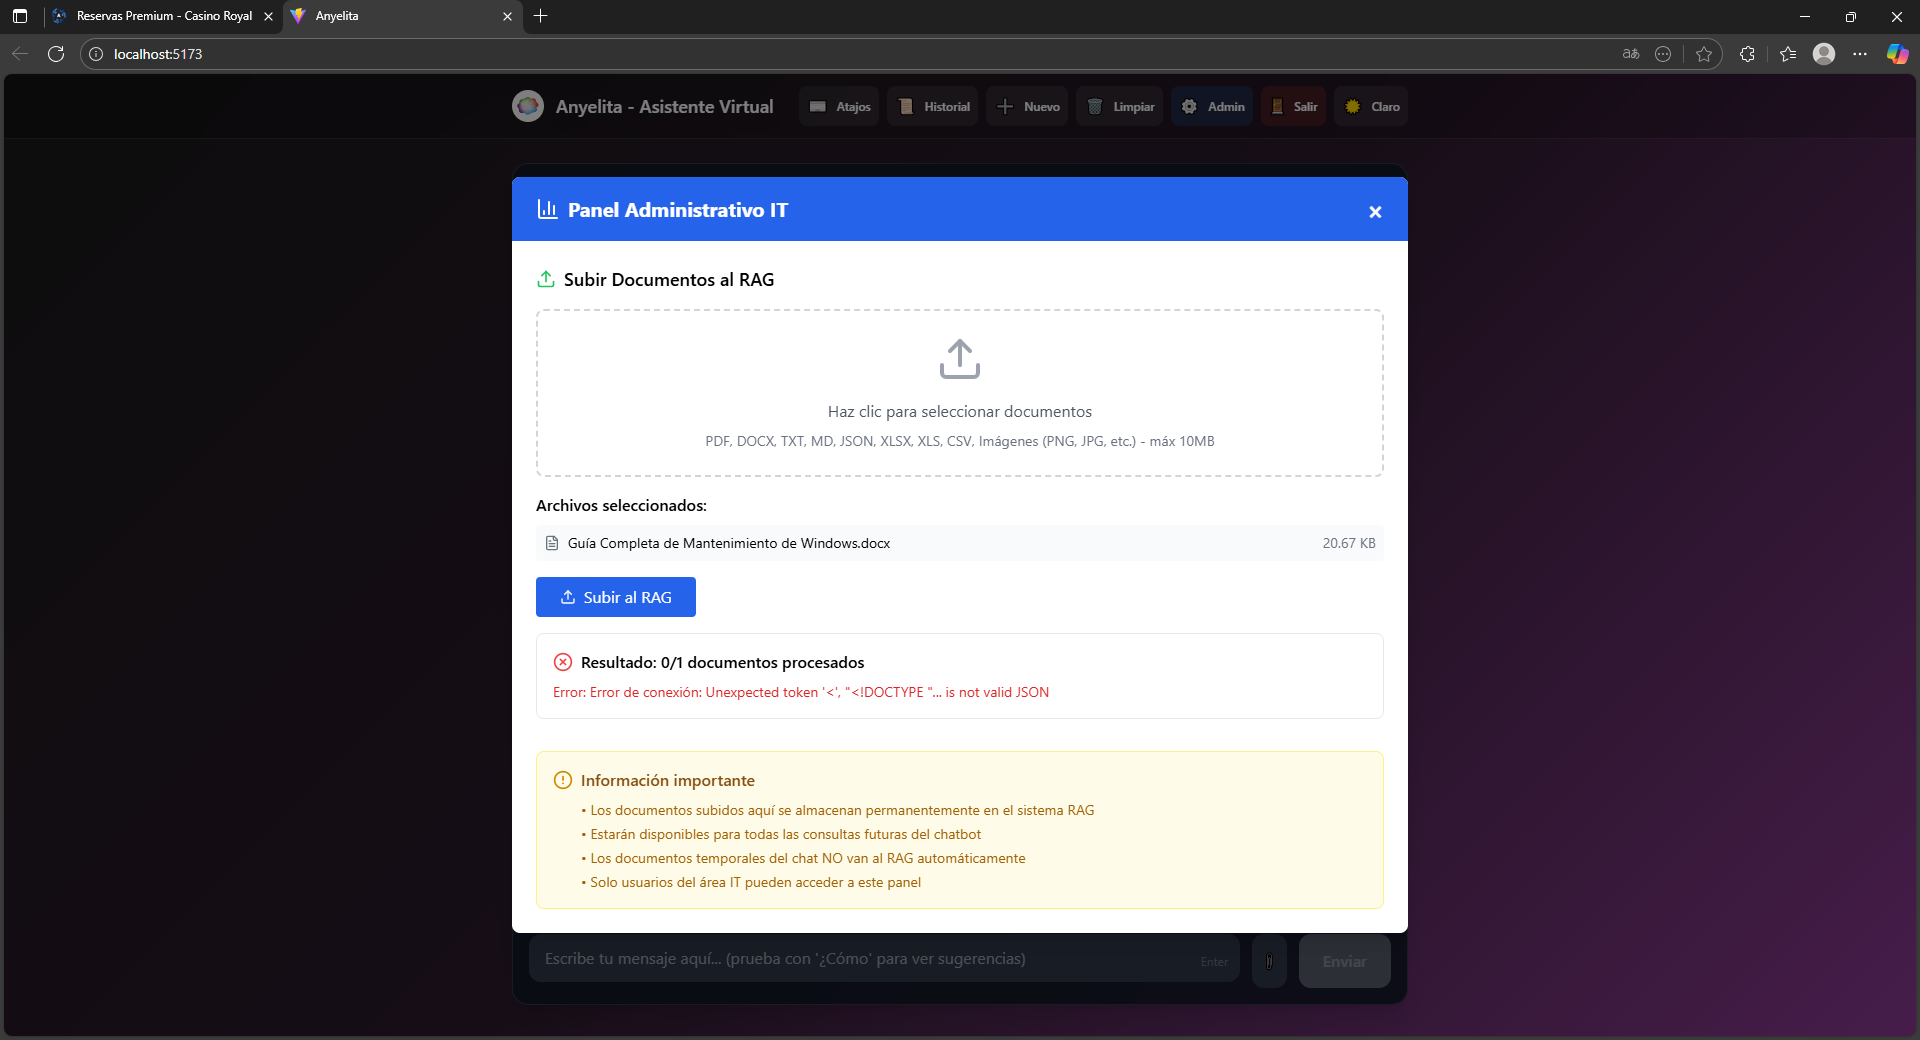 Reservas Premium - Casino Royal
Anyelita
localhost:5173
aあ
Anyelita - Asistente Virtual
Atajos
Historial
Nuevo
Limpiar
Admin
Salir
Claro
Panel Administrativo IT
Subir Documentos al RAG
Haz clic para seleccionar documentos
PDF, DOCX, TXT, MD, JSON, XLSX, XLS, CSV, Imágenes (PNG, JPG, etc.) - máx 10MB
Archivos seleccionados:
Guía Completa de Mantenimiento de Windows.docx 20.67 KB
Subir al RAG
Resultado: 0/1 documentos procesados
Error: Error de conexión: Unexpected token '<', "<!DOCTYPE "... is not valid JSON
Información importante
• Los documentos subidos aquí se almacenan permanentemente en el sistema RAG
• Estarán disponibles para todas las consultas futuras del chatbot
• Los documentos temporales del chat NO van al RAG automáticamente
• Solo usuarios del área IT pueden acceder a este panel
Escribe tu mensaje aquí... (prueba con '¿Cómo' para ver sugerencias)
Enter
Enviar